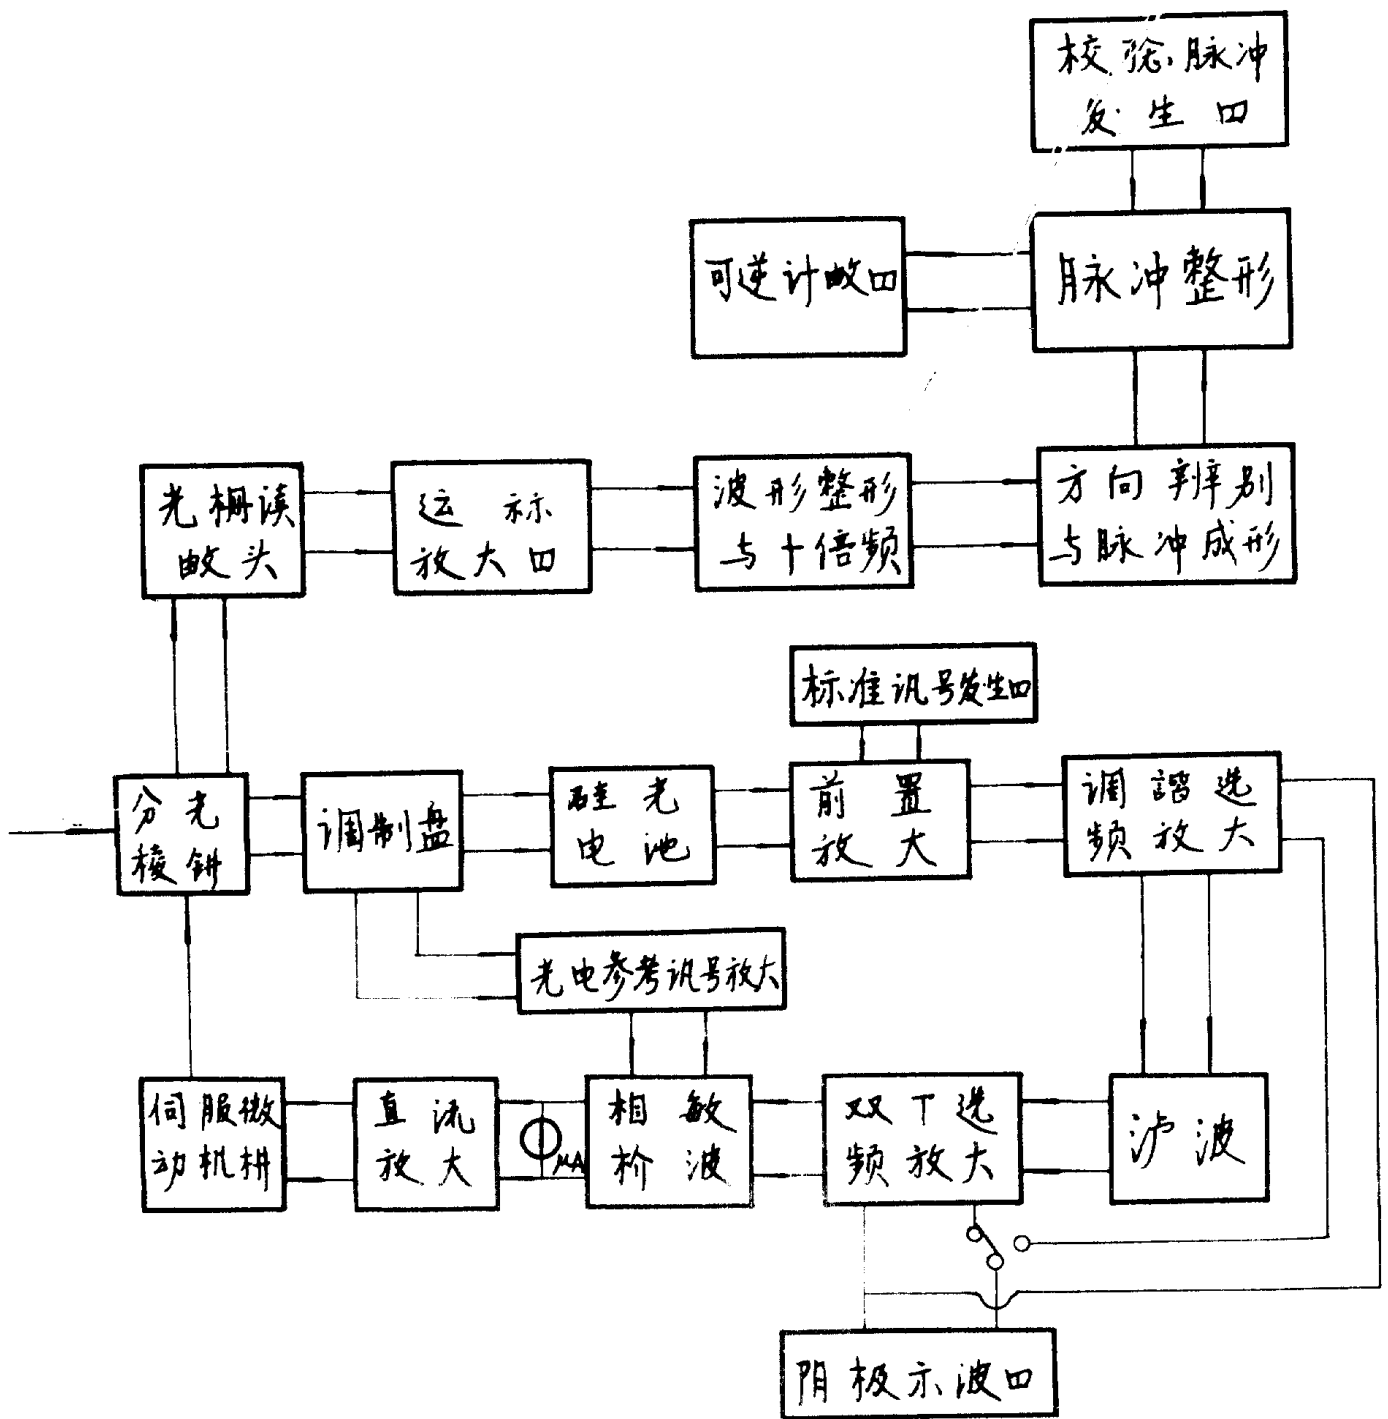 校验脉冲
发生器
可逆计数器
脉冲整形
光栅读
数头
运算
放大器
波形整形
与十倍频
方向辨别
与脉冲成形
标准讯号发生器
分光
棱镜
调制盘
硅光
电池
前置
放大
调谐选
频放大
光电参考讯号放大
伺服微
动机构
直流
放大
μA
相敏
检波
双T选
频放大
滤波
阴极示波器